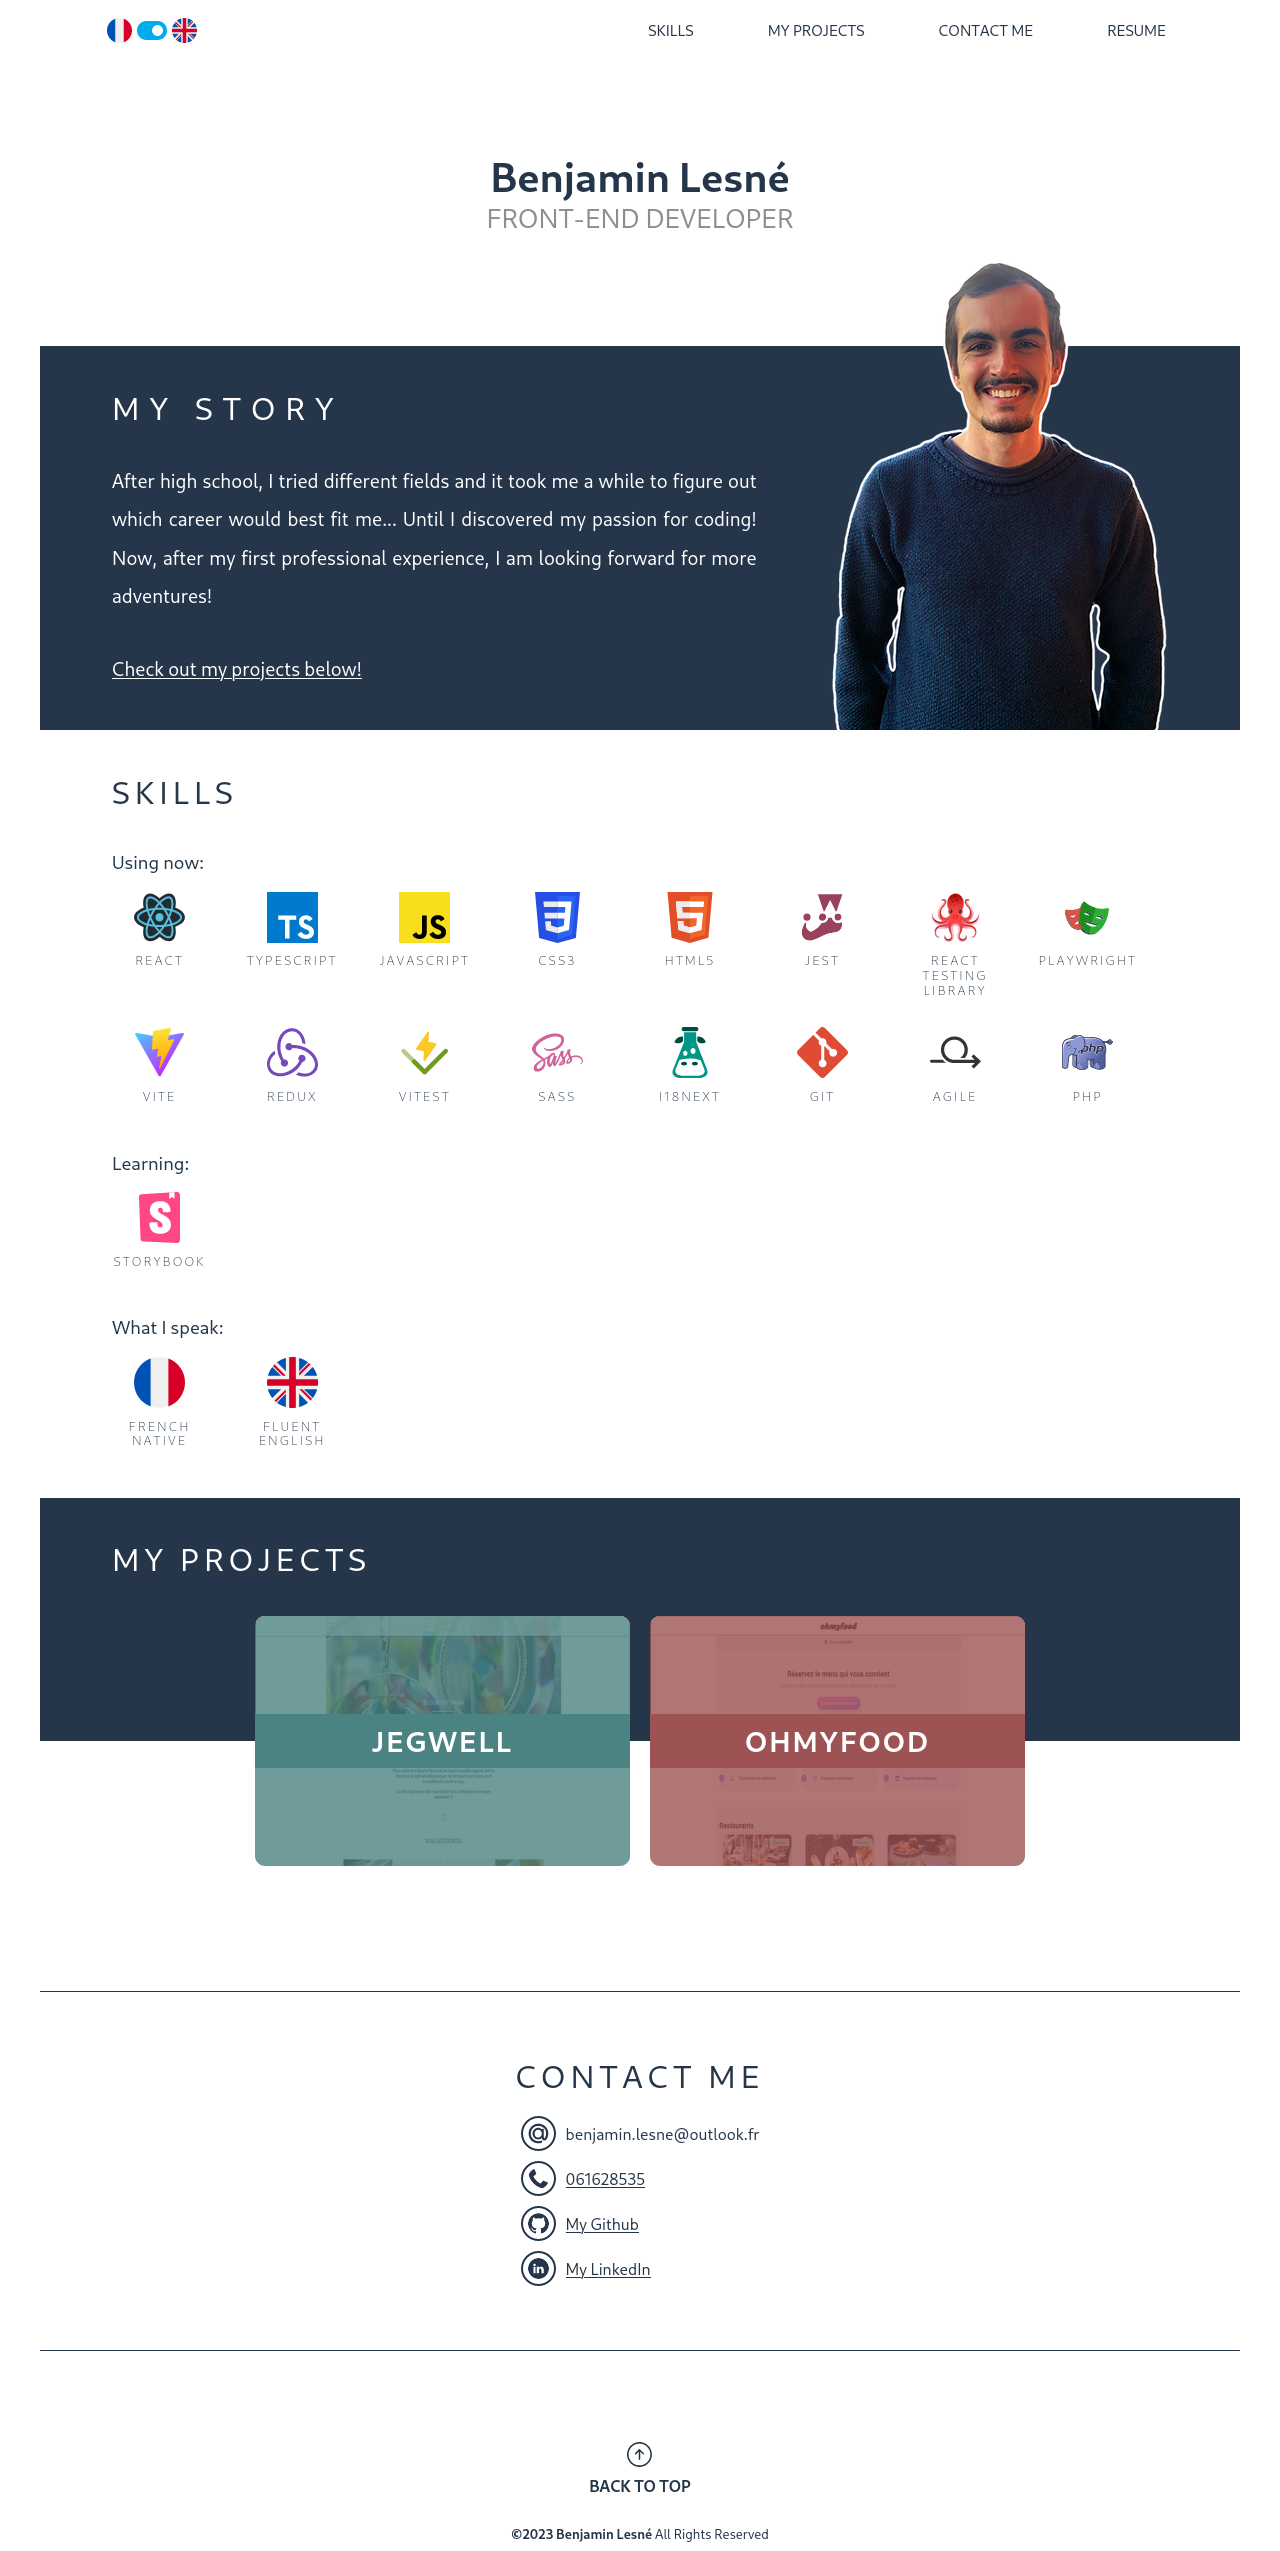 SKILLS MY PROJECTS CONTACT ME RESUME
Benjamin Lesné
FRONT-END DEVELOPER
MY STORY
After high school, I tried different fields and it took me a while to figure out
which career would best fit me... Until I discovered my passion for coding!
Now, after my first professional experience, I am looking forward for more
adventures!
Check out my projects below!
SKILLS
Using now:
TS JS
REACT TYPESCRIPT JAVASCRIPT CSS3 HTML5 JEST REACT TESTING LIBRARY PLAYWRIGHT
Sass php
VITE REDUX VITEST SASS I18NEXT GIT AGILE PHP
Learning:
S
STORYBOOK
What I speak:
FRENCH NATIVE
FLUENT ENGLISH
MY PROJECTS
ohmyfood
Réservez le menu qui vous convient
JEGWELL
OHMYFOOD
Restaurants
CONTACT ME
benjamin.lesne@outlook.fr
061628535
My Github
in My LinkedIn
BACK TO TOP
©2023 Benjamin Lesné All Rights Reserved